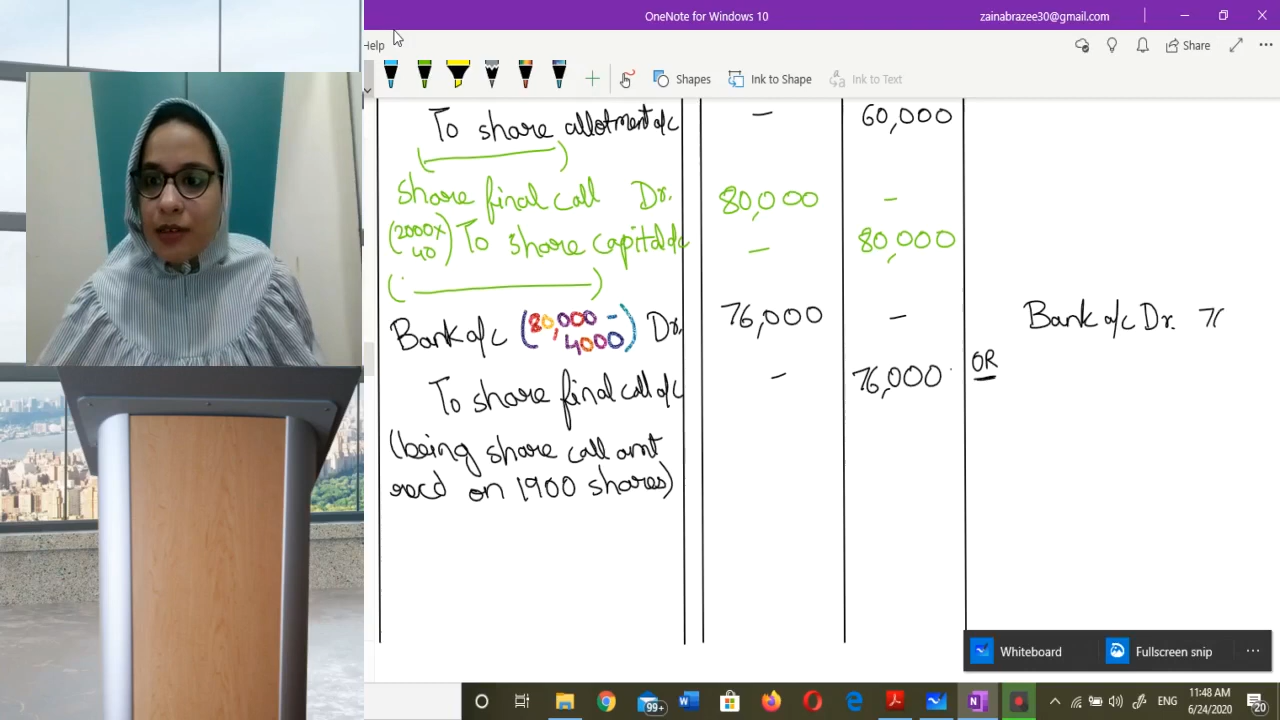 OneNote for Windows 10
zainabrazee30@gmail.com
Help
Share
Shapes
Ink to Shape
Ink to Text
To share allotment a/c - 60,000
Share final call Dr. 80,000 -
(2000x40) To share capital a/c - 80,000
Bank a/c (80,000 - 4000) Dr. 76,000 -
Bank a/c Dr. 76
To share final call a/c - 76,000
OR
(being share call amt
recd on 1900 shares)
Whiteboard
Fullscreen snip
99+
ENG
11:48 AM
6/24/2020
20